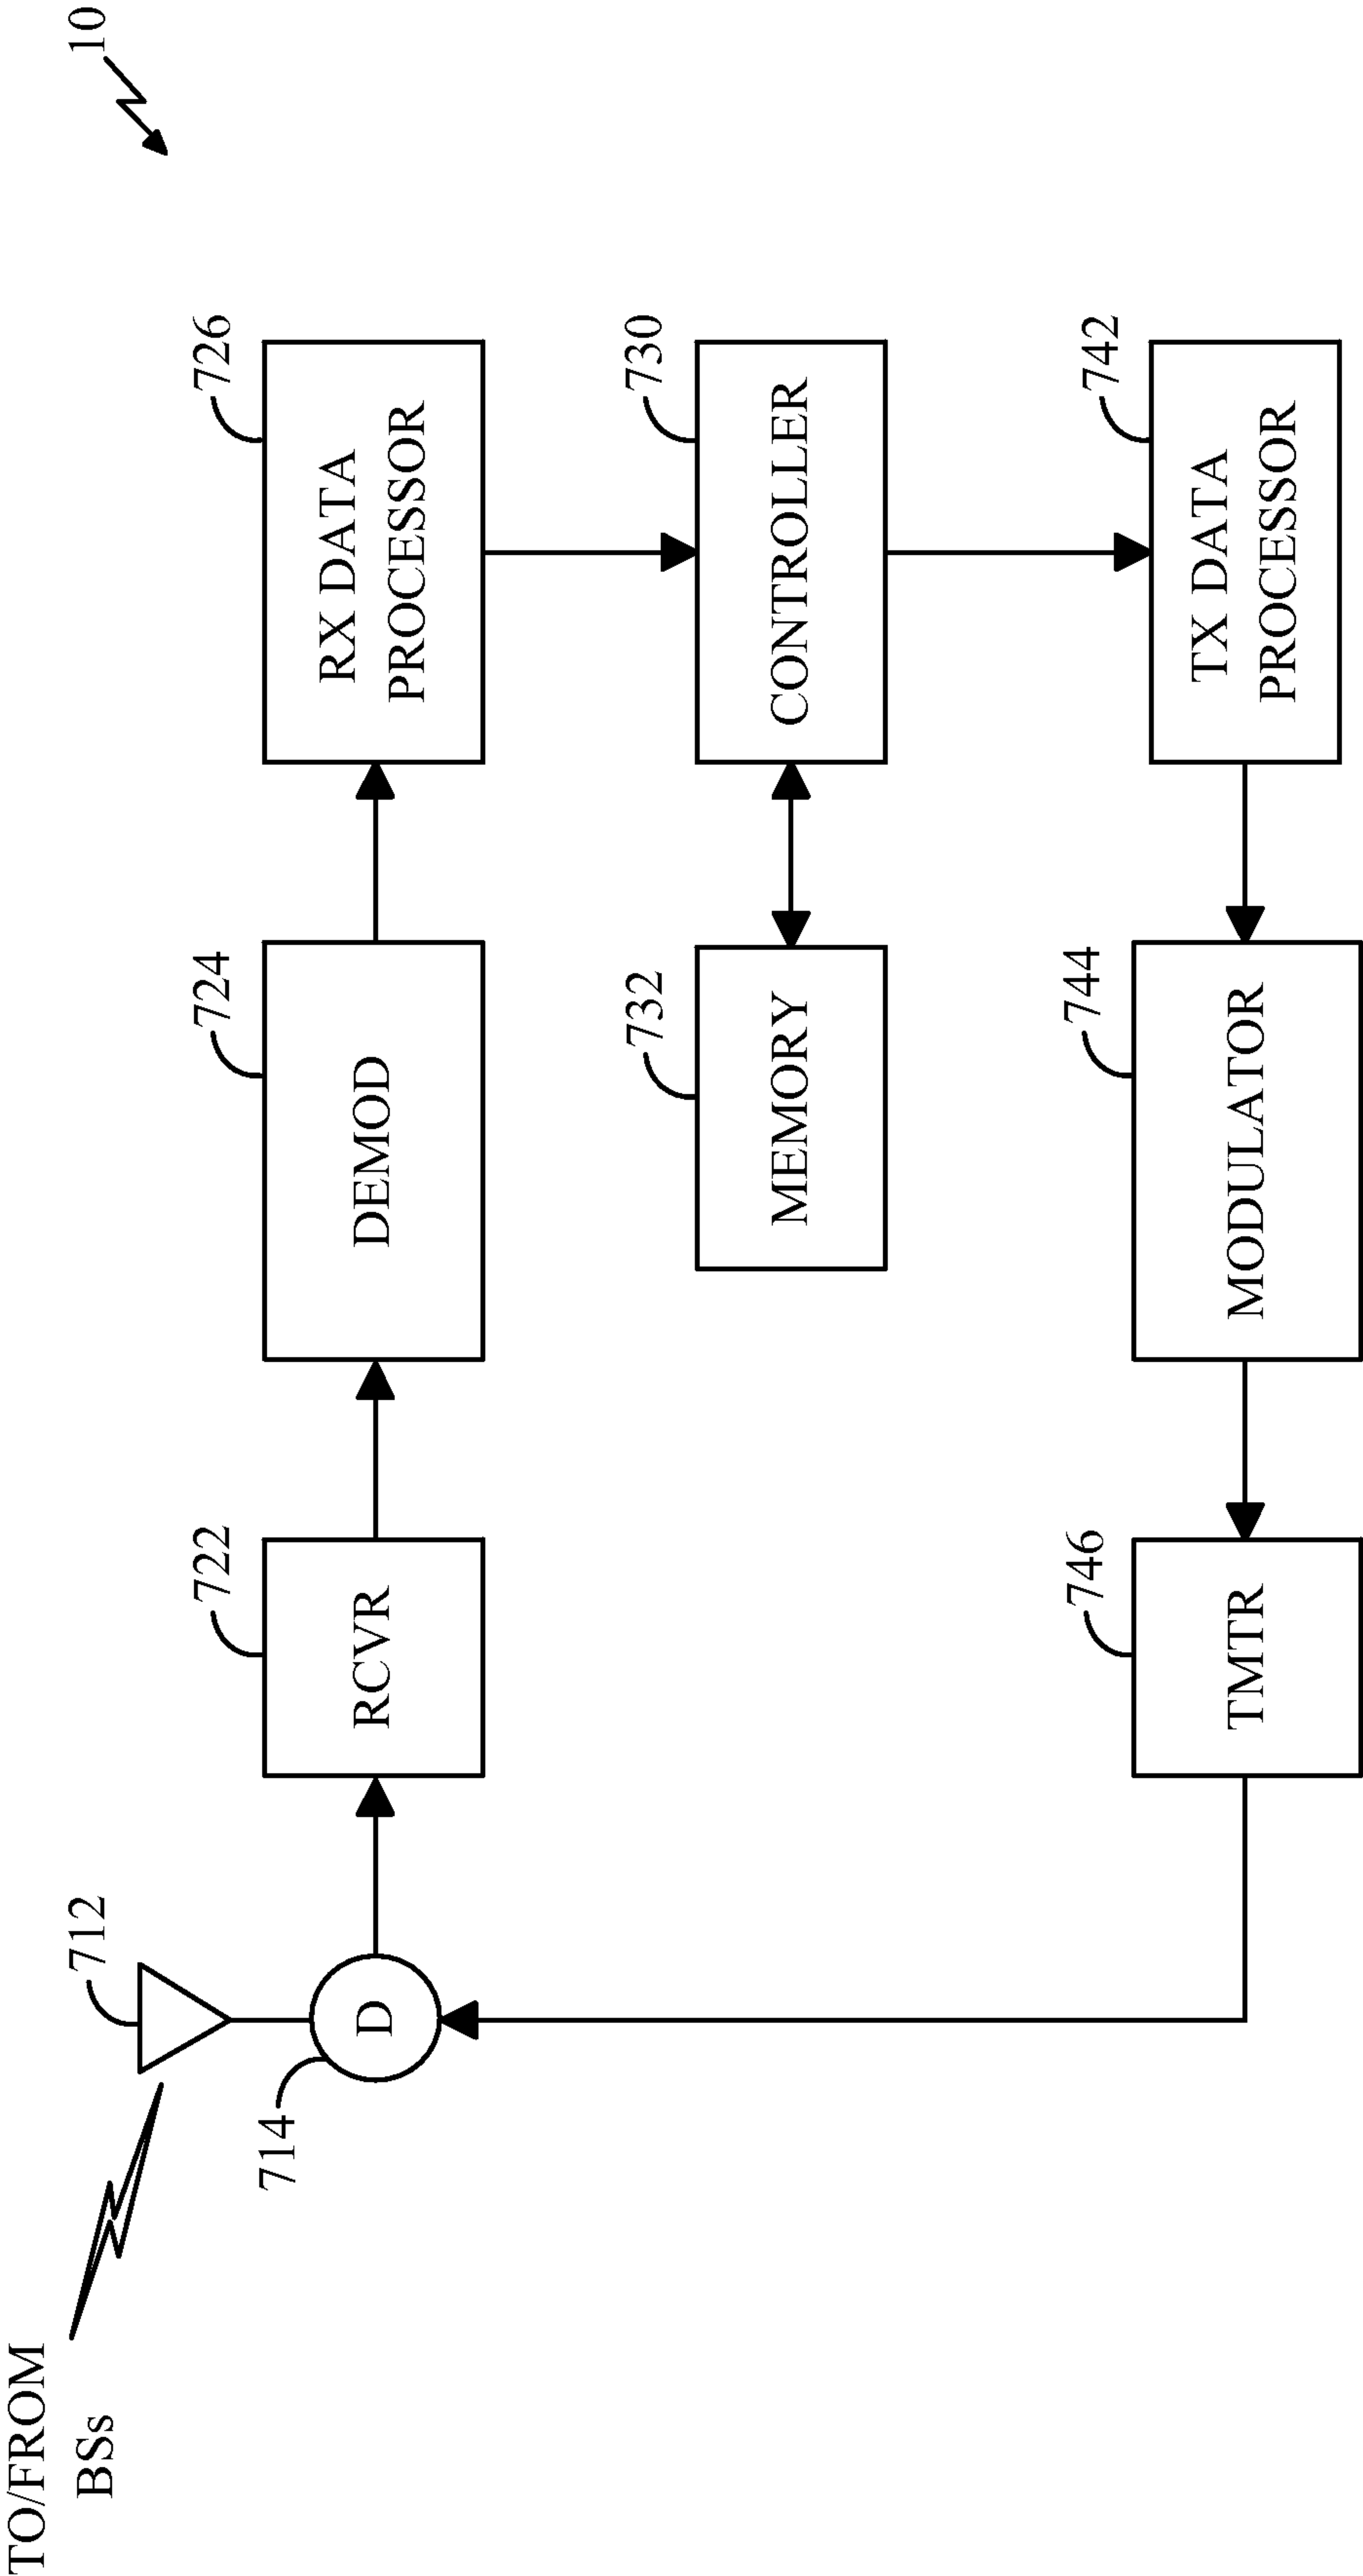 10
TO/FROM
BSs
712
714
D
722
RCVR
724
DEMOD
726
RX DATA
PROCESSOR
732
MEMORY
730
CONTROLLER
746
TMTR
744
MODULATOR
742
TX DATA
PROCESSOR